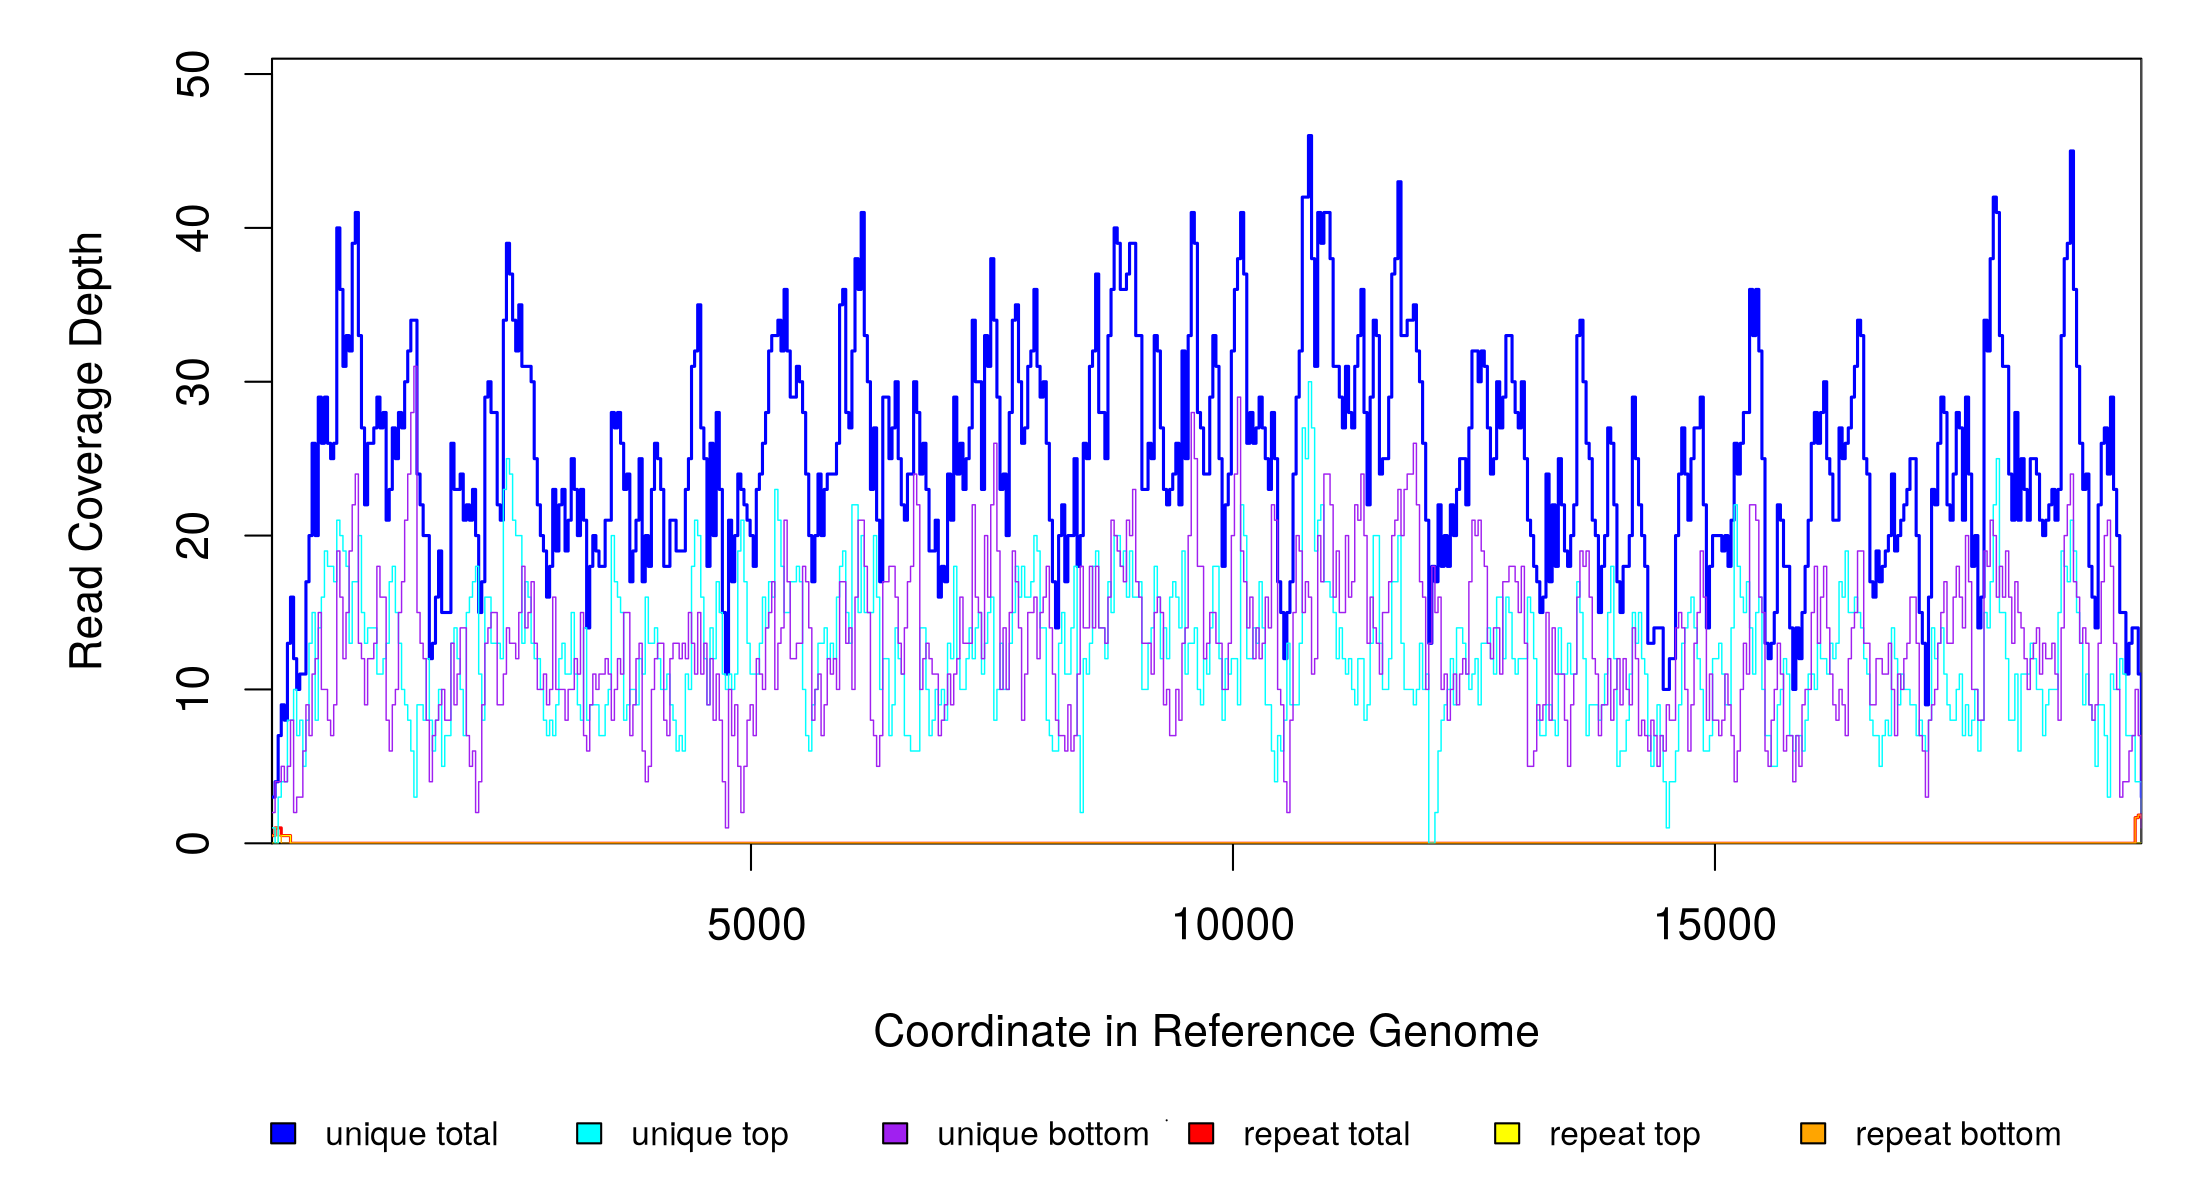 Read Coverage Depth
50
40
30
20
10
0
5000 10000 15000
Coordinate in Reference Genome
unique total unique top unique bottom repeat total repeat top repeat bottom